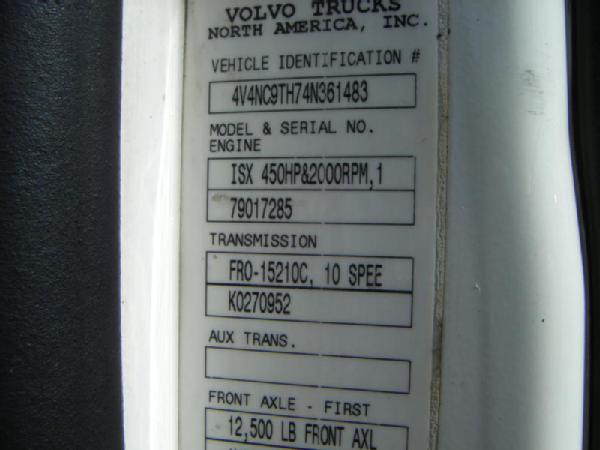 VOLVO TRUCKS
NORTH AMERICA, INC.
VEHICLE IDENTIFICATION #
4V4NC9TH74N361483
MODEL & SERIAL NO.
ENGINE
ISX 450HP&2000RPM,1
79017285
TRANSMISSION
FRO-15210C, 10 SPEE
K0270952
AUX TRANS.
FRONT AXLE - FIRST
12,500 LB FRONT AXL